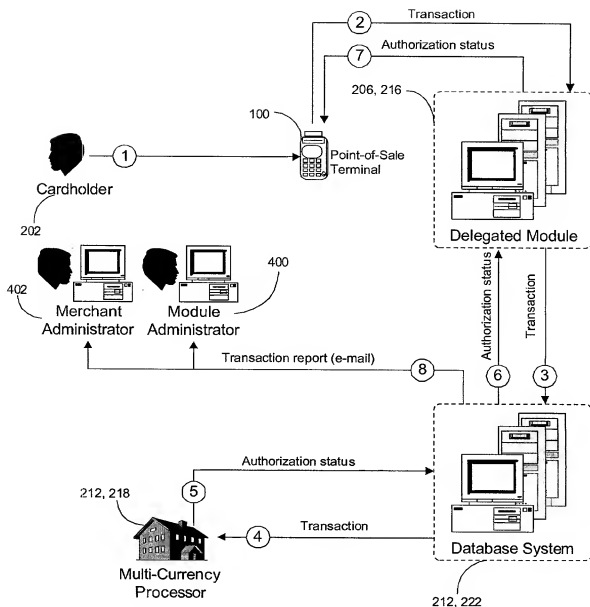 2
Transaction
7
Authorization status
206, 216
100
1
Point-of-Sale
Terminal
Cardholder
202
Delegated Module
402
Merchant
Administrator
Module
Administrator
400
Authorization status
Transaction
Transaction report (e-mail)
8
6
3
Authorization status
5
212, 218
4
Transaction
Multi-Currency
Processor
Database System
212, 222